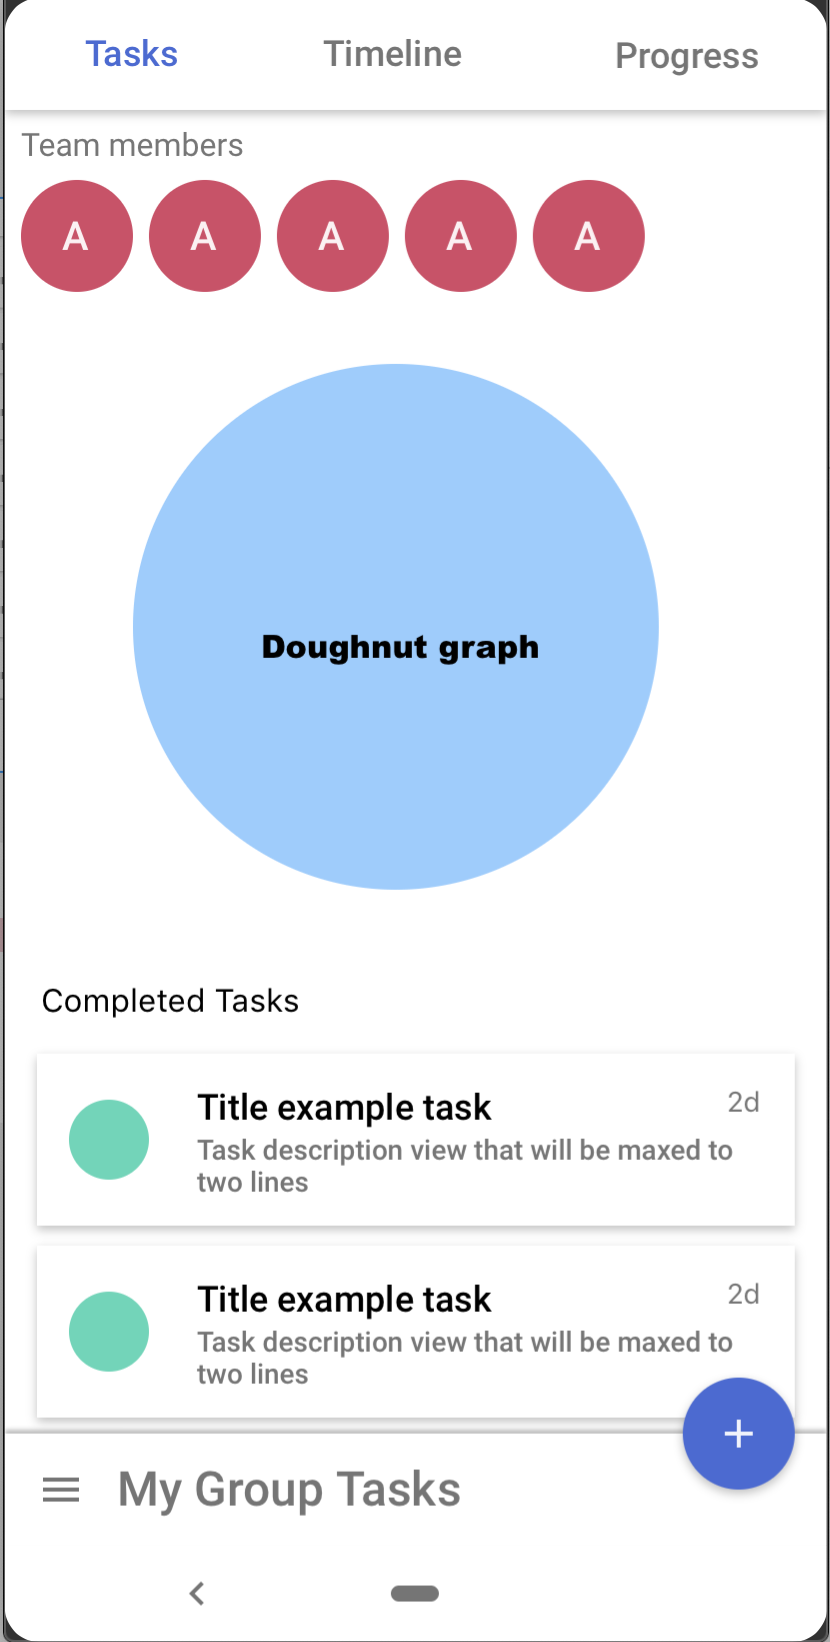 Tasks Timeline Progress
Team members
A A A A A
Doughnut graph
Completed Tasks
Title example task 2d
Task description view that will be maxed to
two lines
Title example task 2d
Task description view that will be maxed to
two lines
+
My Group Tasks